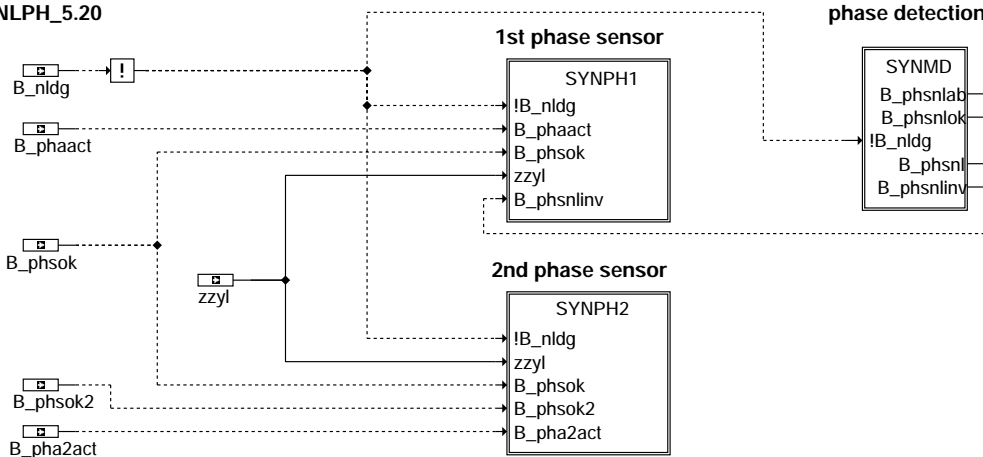 NLPH_5.20
phase detection
1st phase sensor
SYNPH1
SYNMD
B_nldg
!
!B_nldg
B_phsnlab
B_phsnlok
B_phaact
B_phaact
!B_nldg
B_phsok
B_phsnl
zzyl
B_phsnlinv
B_phsnlinv
B_phsok
zzyl
2nd phase sensor
SYNPH2
!B_nldg
zzyl
B_phsok
B_phsok2
B_phsok2
B_pha2act
B_pha2act